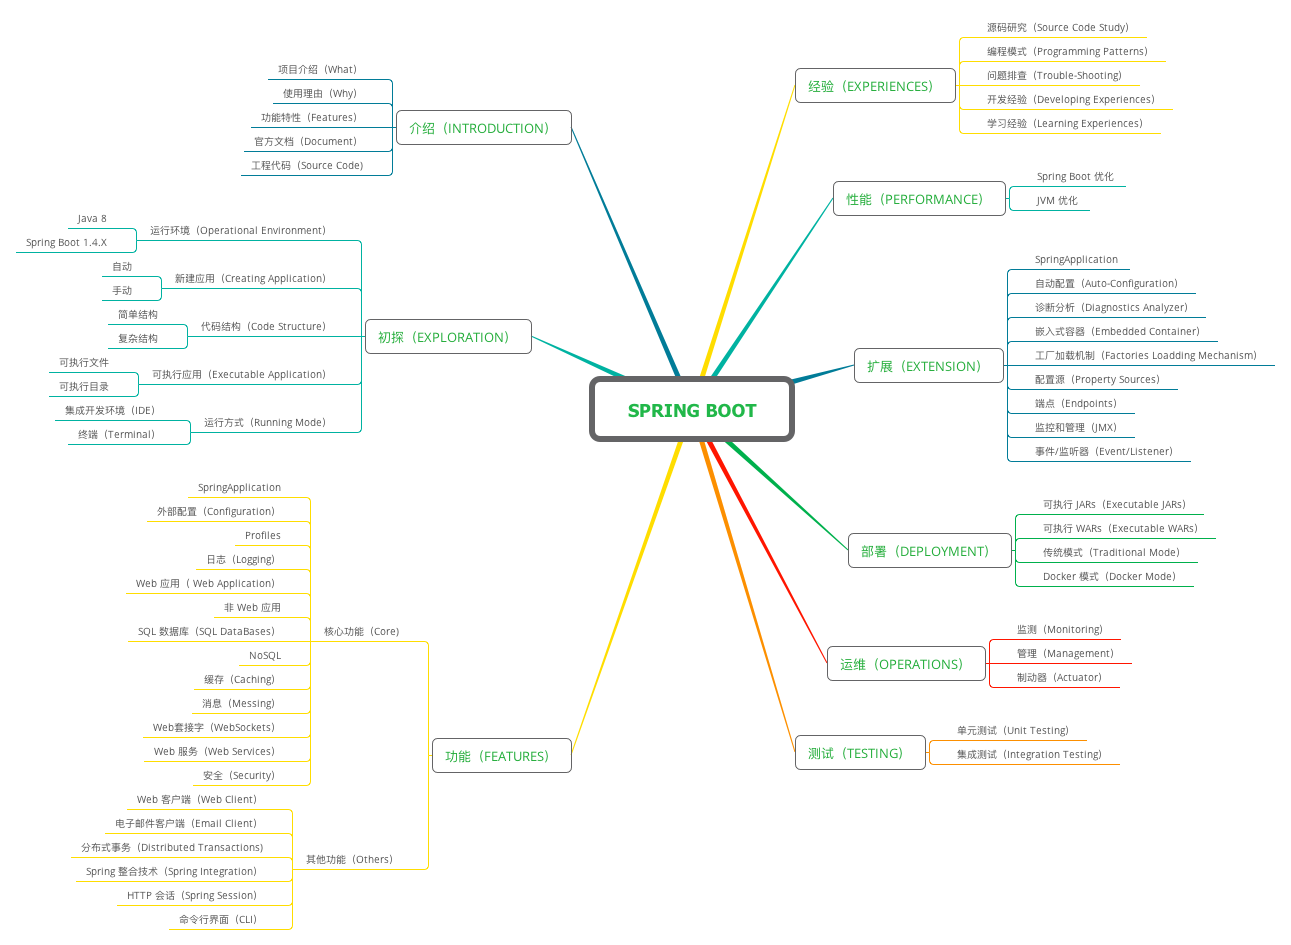 SPRING BOOT
介绍（INTRODUCTION）
项目介绍（What）
使用理由（Why）
功能特性（Features）
官方文档（Document）
工程代码（Source Code）
初探（EXPLORATION）
运行环境（Operational Environment）
Java 8
Spring Boot 1.4.X
新建应用（Creating Application）
自动
手动
代码结构（Code Structure）
简单结构
复杂结构
可执行应用（Executable Application）
可执行文件
可执行目录
运行方式（Running Mode）
集成开发环境（IDE）
终端（Terminal）
功能（FEATURES）
核心功能（Core）
SpringApplication
外部配置（Configuration）
Profiles
日志（Logging）
Web 应用（ Web Application）
非 Web 应用
SQL 数据库（SQL DataBases）
NoSQL
缓存（Caching）
消息（Messing）
Web套接字（WebSockets）
Web 服务（Web Services）
安全（Security）
其他功能（Others）
Web 客户端（Web Client）
电子邮件客户端（Email Client）
分布式事务（Distributed Transactions）
Spring 整合技术（Spring Integration）
HTTP 会话（Spring Session）
命令行界面（CLI）
经验（EXPERIENCES）
源码研究（Source Code Study）
编程模式（Programming Patterns）
问题排查（Trouble-Shooting）
开发经验（Developing Experiences）
学习经验（Learning Experiences）
性能（PERFORMANCE）
Spring Boot 优化
JVM 优化
扩展（EXTENSION）
SpringApplication
自动配置（Auto-Configuration）
诊断分析（Diagnostics Analyzer）
嵌入式容器（Embedded Container）
工厂加载机制（Factories Loadding Mechanism）
配置源（Property Sources）
端点（Endpoints）
监控和管理（JMX）
事件/监听器（Event/Listener）
部署（DEPLOYMENT）
可执行 JARs（Executable JARs）
可执行 WARs（Executable WARs）
传统模式（Traditional Mode）
Docker 模式（Docker Mode）
运维（OPERATIONS）
监测（Monitoring）
管理（Management）
制动器（Actuator）
测试（TESTING）
单元测试（Unit Testing）
集成测试（Integration Testing）